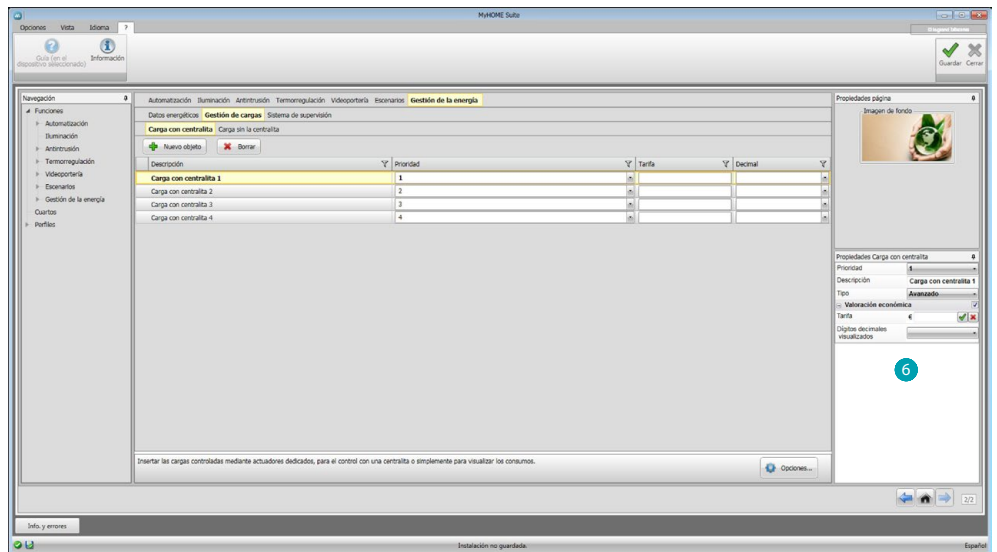 MyHOME Suite
Opciones Vista Idioma ?
Guía (en el dispositivo seleccionado)
Información
Guardar Cerrar
Navegación
Funciones
Automatización
Iluminación
Antintrusión
Termorregulación
Videoportería
Escenarios
Gestión de la energía
Cuartos
Perfiles
Automatización Iluminación Antintrusión Termorregulación Videoportería Escenarios Gestión de la energía
Datos energéticos Gestión de cargas Sistema de supervisión
Carga con centralita Carga sin la centralita
Nuevo objeto Borrar
Descripción Prioridad Tarifa Decimal
Carga con centralita 1 1
Carga con centralita 2 2
Carga con centralita 3 3
Carga con centralita 4 4
Insertar las cargas controladas mediante actuadores dedicados, para el control con una centralita o simplemente para visualizar los consumos.
Opciones...
Propiedades página
Imagen de fondo
Propiedades Carga con centralita
Prioridad 1
Descripción Carga con centralita 1
Tipo Avanzado
Valoración económica
Tarifa €
Dígitos decimales
visualizados
6
2/2
Info. y errores
Instalación no guardada.
Español